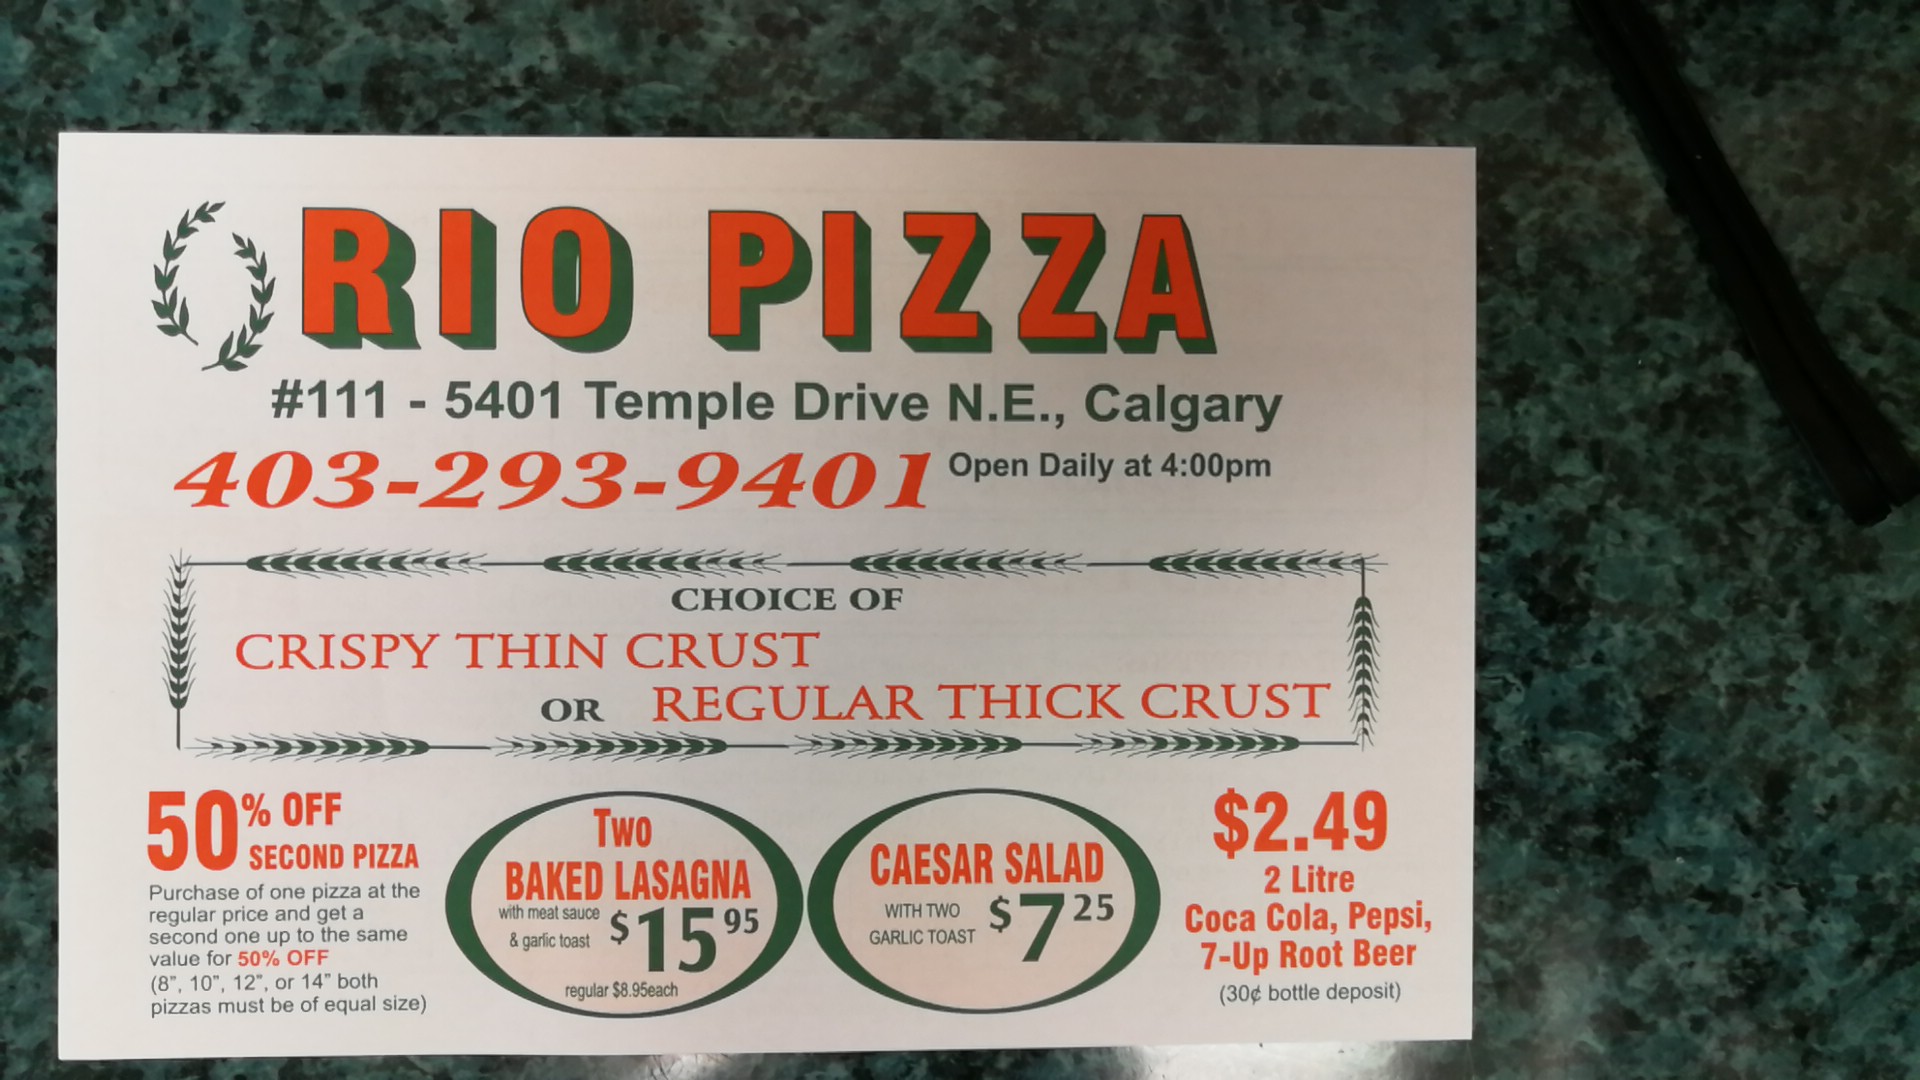 RIO PIZZA
#111 - 5401 Temple Drive N.E., Calgary
403-293-9401 Open Daily at 4:00pm
CHOICE OF
CRISPY THIN CRUST
OR REGULAR THICK CRUST
50% OFF
SECOND PIZZA
Purchase of one pizza at the
regular price and get a
second one up to the same
value for 50% OFF
(8", 10", 12", or 14" both
pizzas must be of equal size)
Two
BAKED LASAGNA
with meat sauce
& garlic toast
$15 95
regular $8.95each
CAESAR SALAD
WITH TWO
GARLIC TOAST
$7 25
$2.49
2 Litre
Coca Cola, Pepsi,
7-Up Root Beer
(30¢ bottle deposit)